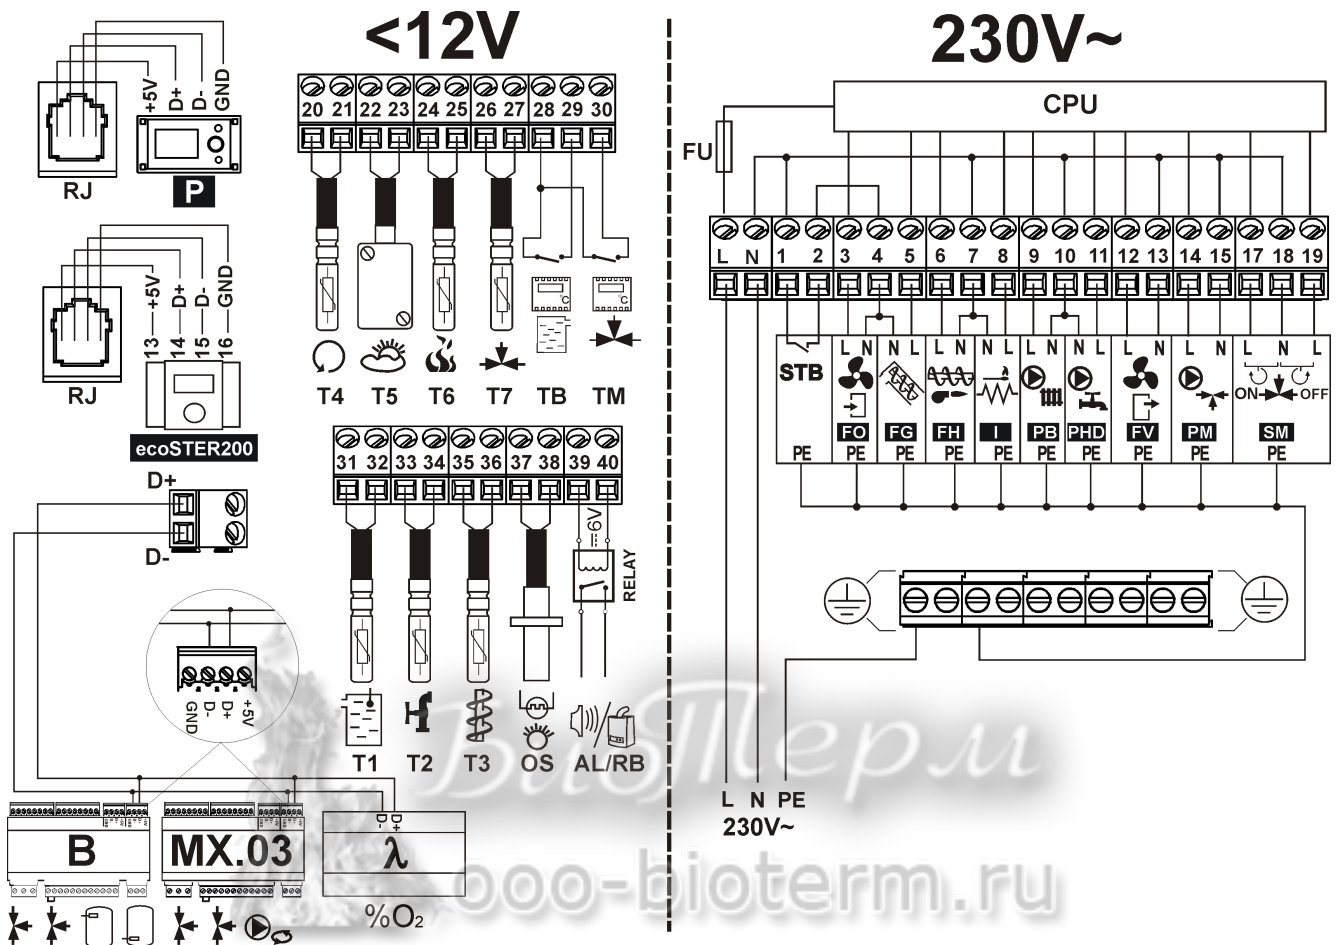 <12V
230V~
+5V
D+
D-
GND
RJ
P
20 21 22 23 24 25 26 27 28 29 30
T4 T5 T6 T7 TB TM
°C
°C
13 +5V
14 D+
15 D-
16 GND
RJ
ecoSTER200
D+
D-
31 32 33 34 35 36 37 38 39 40
6V
RELAY
T1 T2 T3 OS AL/RB
GND
D-
D+
+5V
B
MX.03
D-
D+
λ
%O2
CPU
FU
L N 1 2 3 4 5 6 7 8 9 10 11 12 13 14 15 17 18 19
L N L L N N L L N L L N L N L N L
STB
ON OFF
FO FG FH I PB PHD FV PM SM
PE PE PE PE PE PE PE PE PE PE
L N PE
230V~
БиоТерм
ooo-bioterm.ru